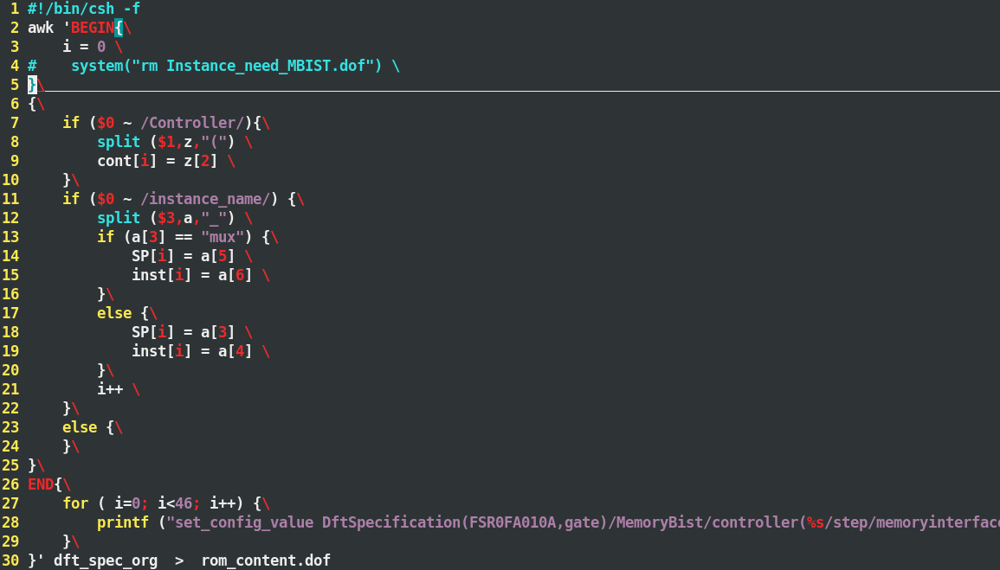 1 #!/bin/csh -f
2 awk 'BEGIN{\
3     i = 0 \
4 #    system("rm Instance_need_MBIST.dof") \
5 }\
6 {\
7     if ($0 ~ /Controller/){\
8         split ($1,z,"(") \
9         cont[i] = z[2] \
10     }\
11     if ($0 ~ /instance_name/) {\
12         split ($3,a,"_") \
13         if (a[3] == "mux") {\
14             SP[i] = a[5] \
15             inst[i] = a[6] \
16         }\
17         else {\
18             SP[i] = a[3] \
19             inst[i] = a[4] \
20         }\
21         i++ \
22     }\
23     else {\
24     }\
25 }\
26 END{\
27     for ( i=0; i<46; i++) {\
28         printf ("set_config_value DftSpecification(FSR0FA010A,gate)/MemoryBist/controller(%s/step/memoryinterface
29     }\
30 }' dft_spec_org  >  rom_content.dof